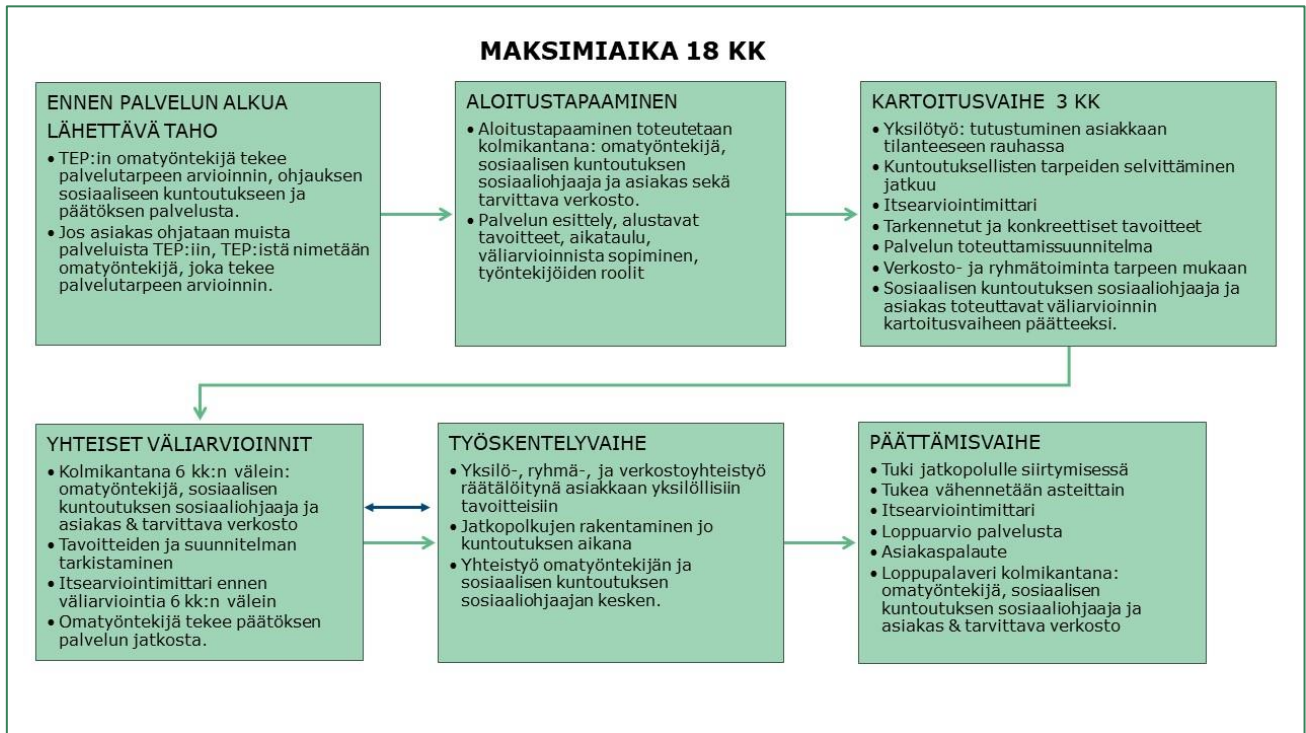 MAKSIMIAIKA 18 KK
ENNEN PALVELUN ALKUA
LÄHETTÄVÄ TAHO
• TEP:in omatyöntekijä tekee
palvelutarpeen arvioinnin, ohjauksen
sosiaaliseen kuntoutukseen ja
päätöksen palvelusta.
• Jos asiakas ohjataan muista
palveluista TEP:iin, TEP:istä nimetään
omatyöntekijä, joka tekee
palvelutarpeen arvioinnin.
ALOITUSTAPAAMINEN
• Aloitustapaaminen toteutetaan
kolmikantana: omatyöntekijä,
sosiaalisen kuntoutuksen
sosiaaliohjaaja ja asiakas sekä
tarvittava verkosto.
• Palvelun esittely, alustavat
tavoitteet, aikataulu,
väliarvioinnista sopiminen,
työntekijöiden roolit
KARTOITUSVAIHE 3 KK
• Yksilötyö: tutustuminen asiakkaan
tilanteeseen rauhassa
• Kuntoutuksellisten tarpeiden selvittäminen
jatkuu
• Itsearviointimittari
• Tarkennetut ja konkreettiset tavoitteet
• Palvelun toteuttamissuunnitelma
• Verkosto- ja ryhmätoiminta tarpeen mukaan
• Sosiaalisen kuntoutuksen sosiaaliohjaaja ja
asiakas toteuttavat väliarvioinnin
kartoitusvaiheen päätteeksi.
YHTEISET VÄLIARVIOINNIT
• Kolmikantana 6 kk:n välein:
omatyöntekijä, sosiaalisen
kuntoutuksen sosiaaliohjaaja ja
asiakas & tarvittava verkosto
• Tavoitteiden ja suunnitelman
tarkistaminen
• Itsearviointimittari ennen
väliarviointia 6 kk:n välein
• Omatyöntekijä tekee päätöksen
palvelun jatkosta.
TYÖSKENTELYVAIHE
• Yksilö-, ryhmä-, ja verkostoyhteistyö
räätälöitynä asiakkaan yksilöllisiin
tavoitteisiin
• Jatkopolkujen rakentaminen jo
kuntoutuksen aikana
• Yhteistyö omatyöntekijän ja
sosiaalisen kuntoutuksen
sosiaaliohjaajan kesken.
PÄÄTTÄMISVAIHE
• Tuki jatkopolulle siirtymisessä
• Tukea vähennetään asteittain
• Itsearviointimittari
• Loppuarvio palvelusta
• Asiakaspalaute
• Loppupalaveri kolmikantana:
omatyöntekijä, sosiaalisen
kuntoutuksen sosiaaliohjaaja ja
asiakas & tarvittava verkosto